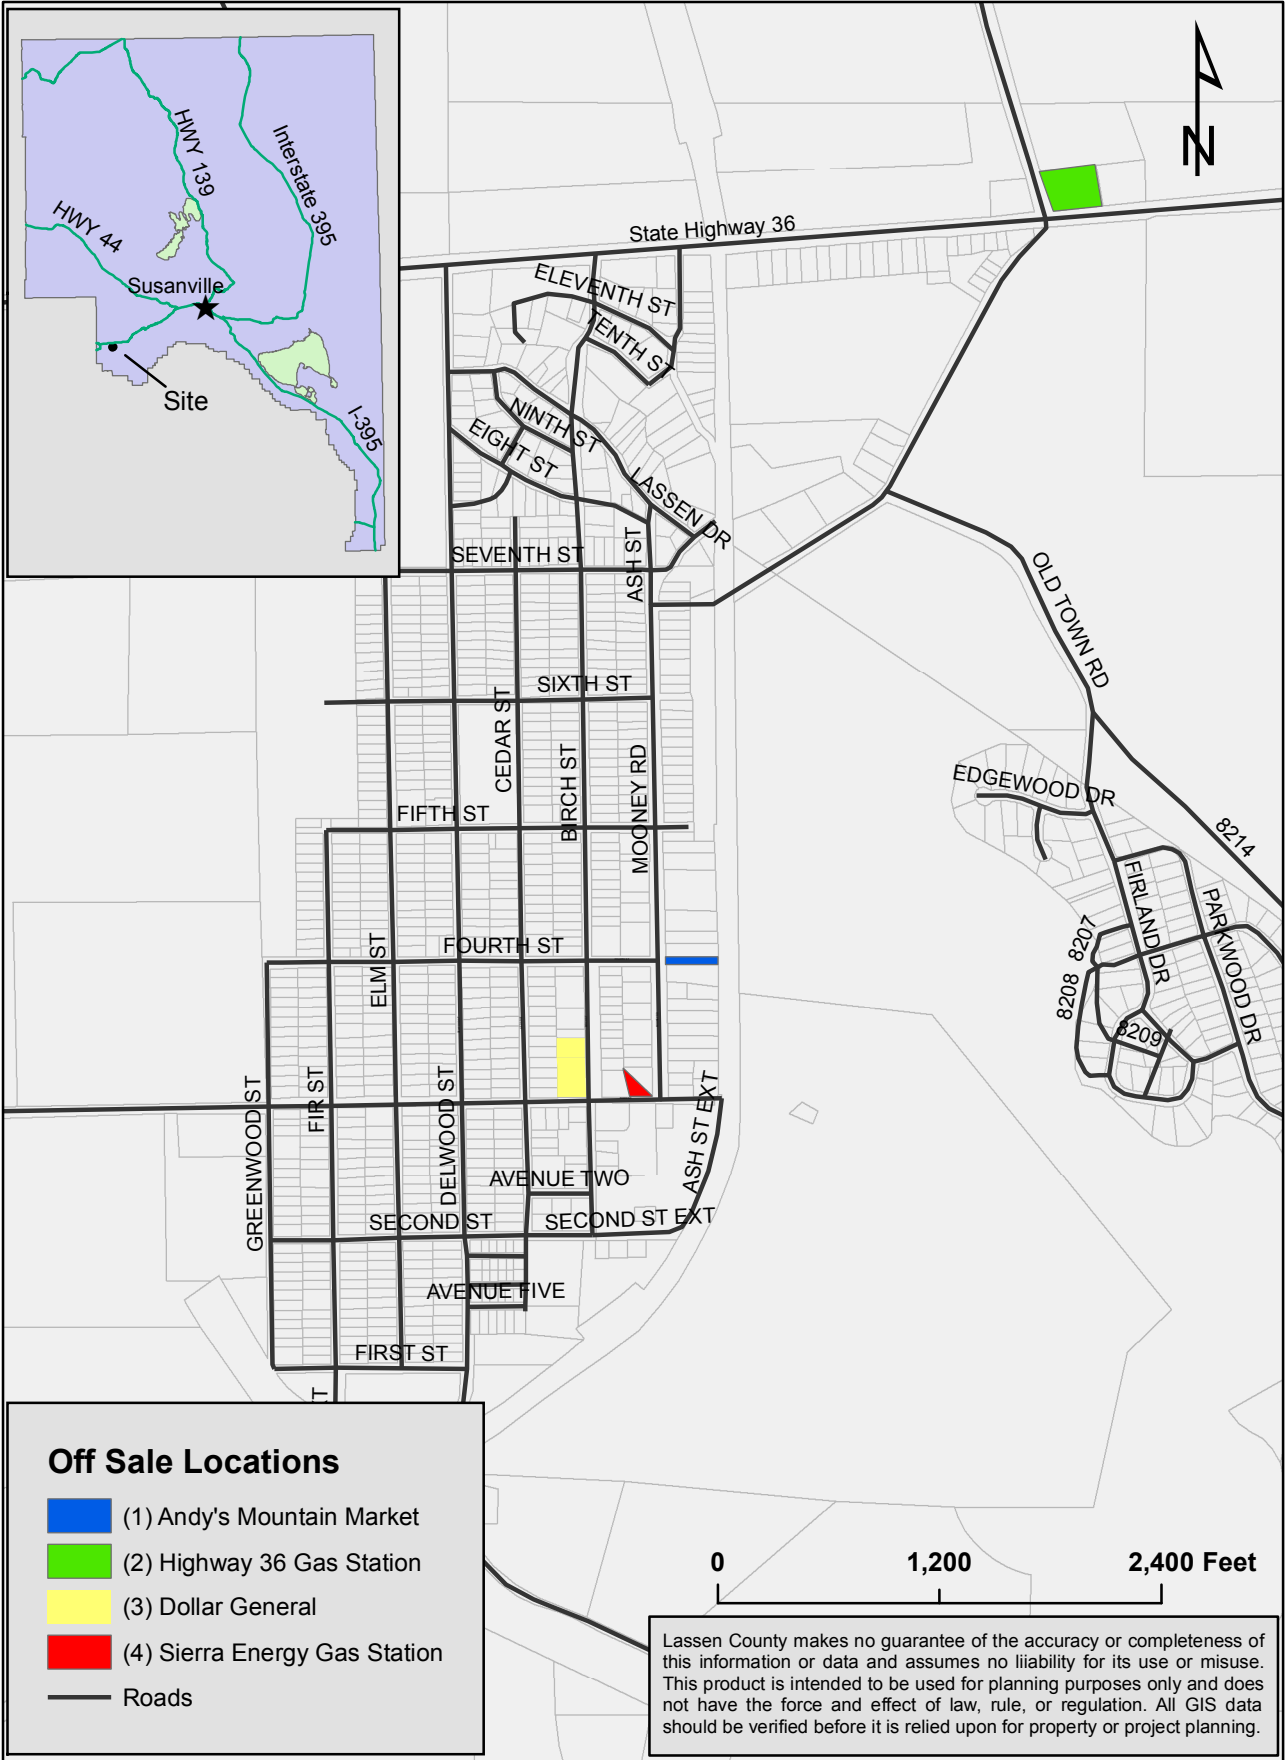 HWY 139
Interstate 395
HWY 44
Susanville
Site
I-395
N
State Highway 36
ELEVENTH ST
TENTH ST
NINTH ST
EIGHT ST
LASSEN DR
SEVENTH ST
ASH ST
OLD TOWN RD
SIXTH ST
CEDAR ST
BIRCH ST
MOONEY RD
EDGEWOOD DR
FIFTH ST
8214
FIRLAND DR
PARKWOOD DR
8207
FOURTH ST
ELM ST
8208
8209
GREENWOOD ST
FIR ST
DELWOOD ST
ASH ST EXT
AVENUE TWO
SECOND ST
SECOND ST EXT
AVENUE FIVE
FIRST ST
Off Sale Locations
(1) Andy's Mountain Market
(2) Highway 36 Gas Station
(3) Dollar General
(4) Sierra Energy Gas Station
Roads
0 1,200 2,400 Feet
Lassen County makes no guarantee of the accuracy or completeness of
this information or data and assumes no liiability for its use or misuse.
This product is intended to be used for planning purposes only and does
not have the force and effect of law, rule, or regulation. All GIS data
should be verified before it is relied upon for property or project planning.